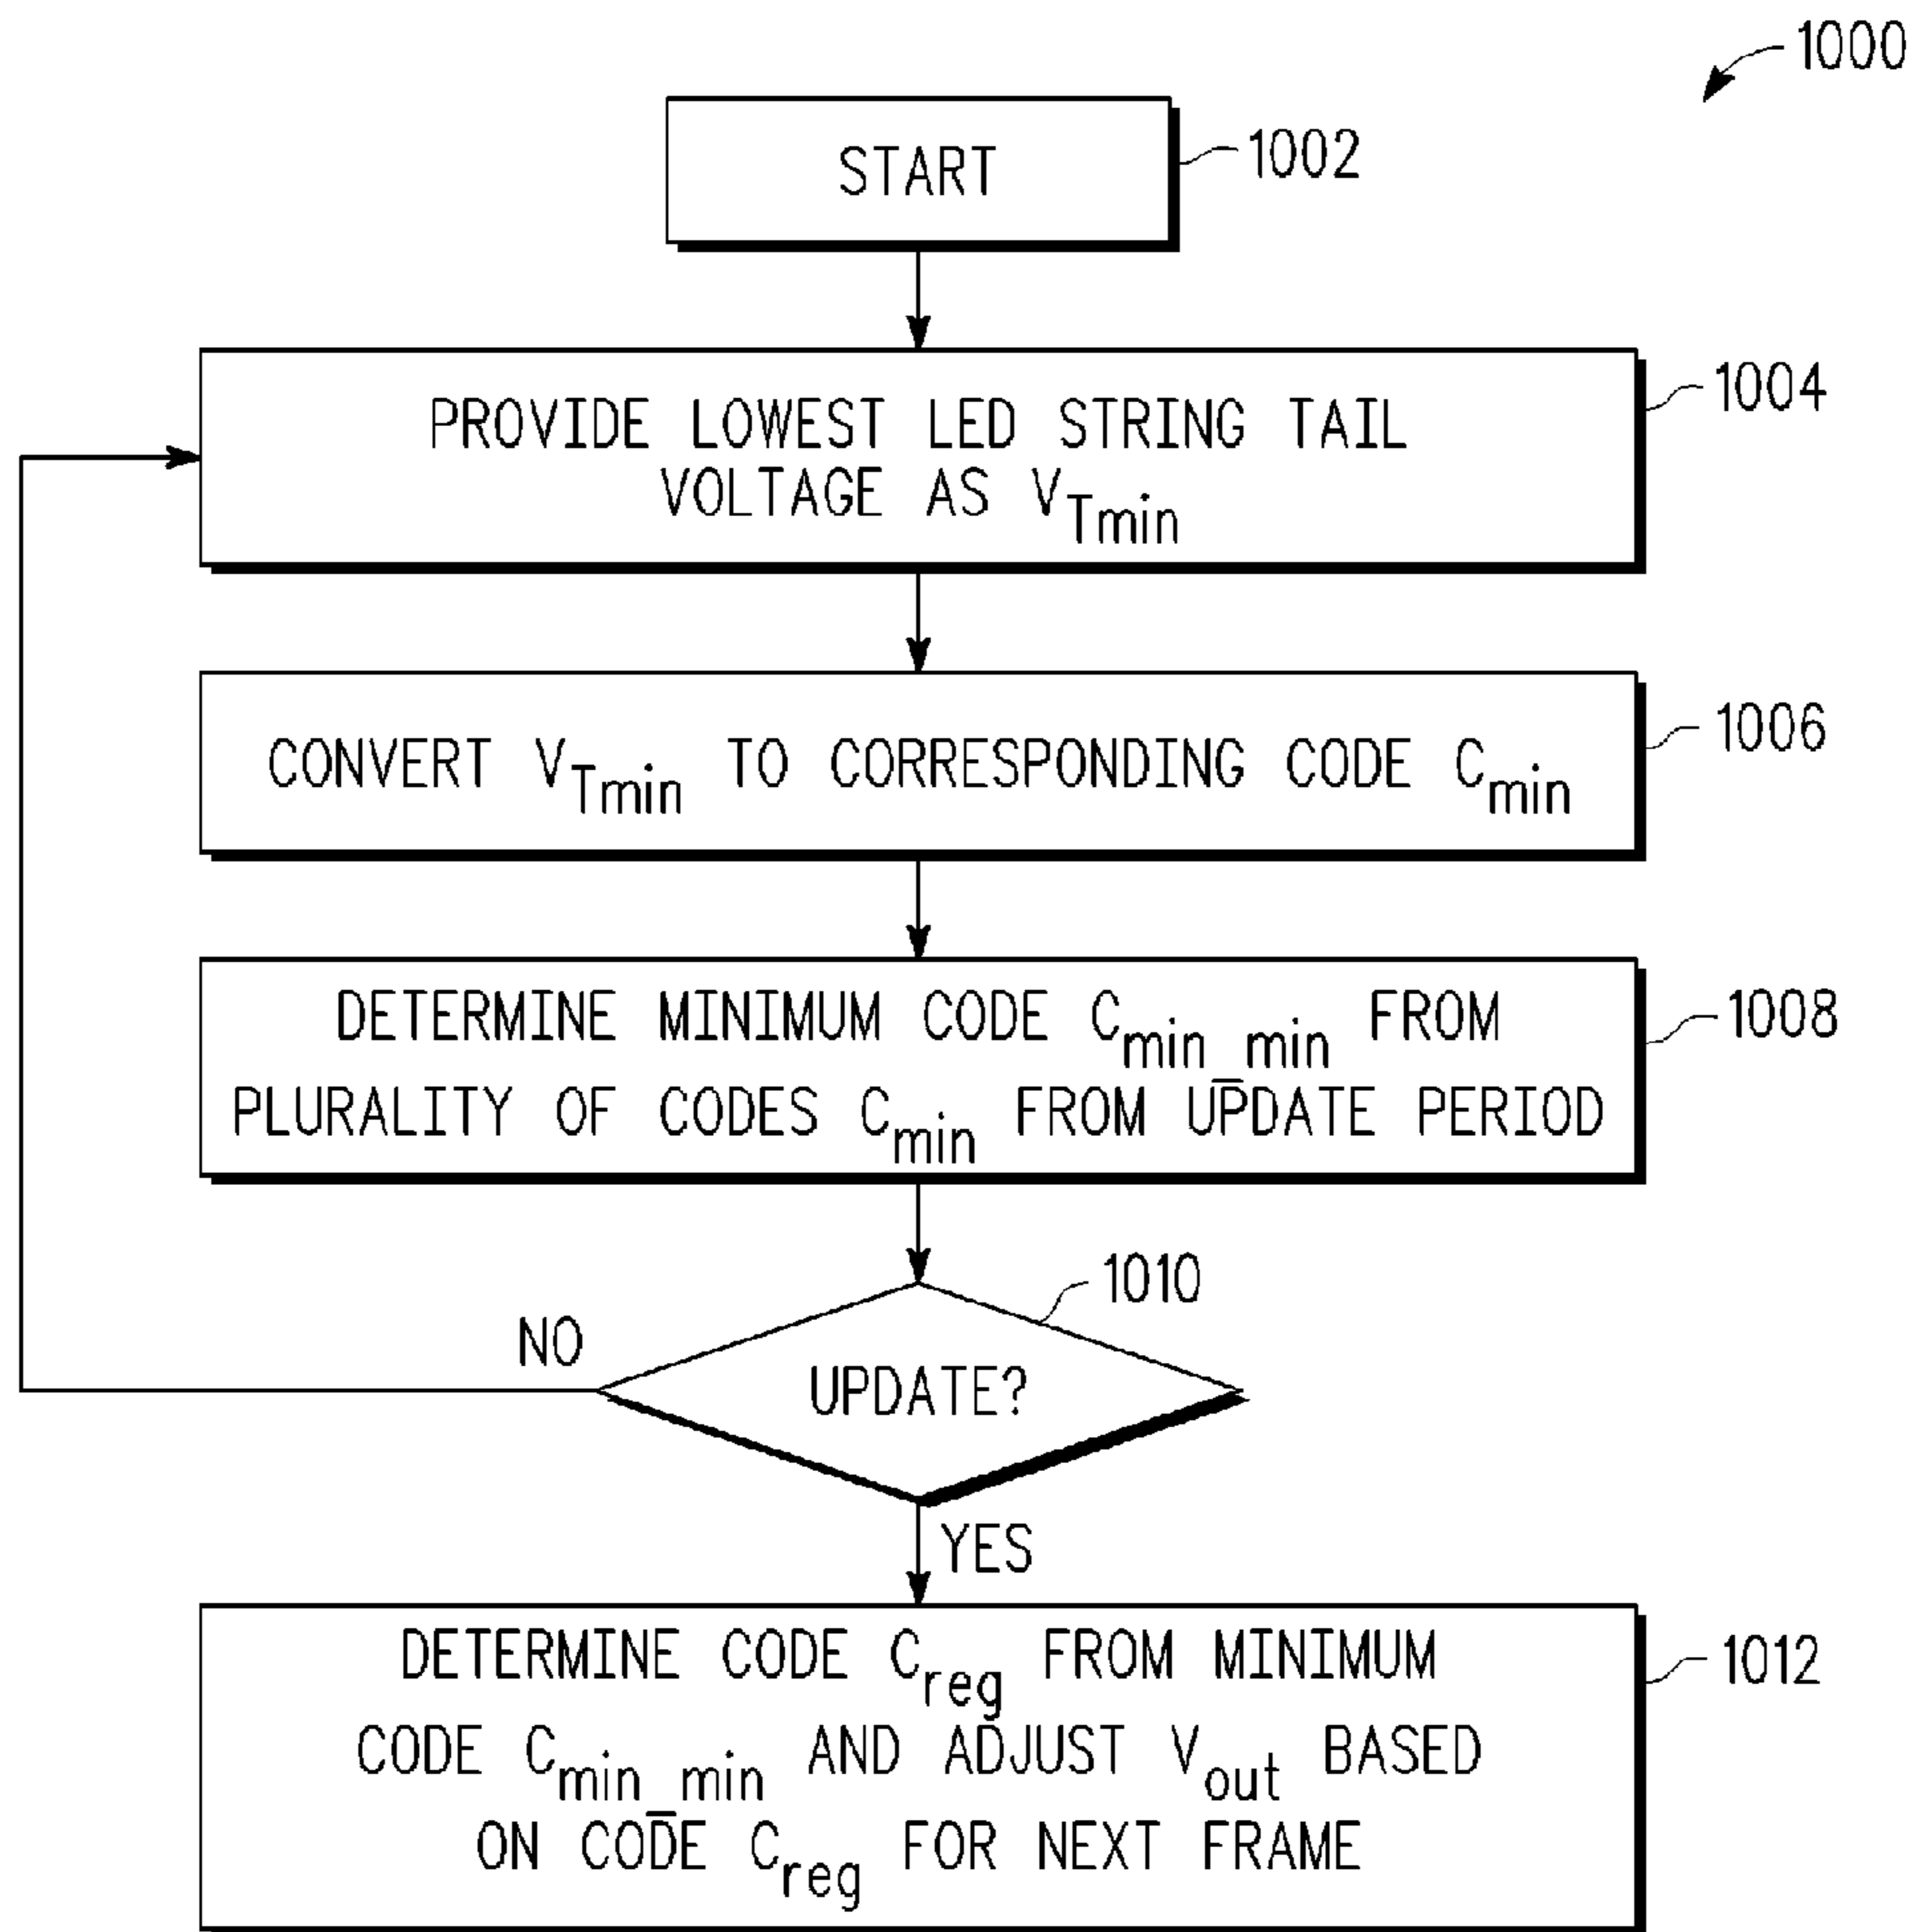 1000
START
1002
PROVIDE LOWEST LED STRING TAIL
VOLTAGE AS VTmin
1004
CONVERT VTmin TO CORRESPONDING CODE Cmin
1006
DETERMINE MINIMUM CODE Cmin_min FROM
PLURALITY OF CODES Cmin FROM UPDATE PERIOD
1008
1010
NO
UPDATE?
YES
DETERMINE CODE Creg FROM MINIMUM
CODE Cmin_min AND ADJUST Vout BASED
ON CODE Creg FOR NEXT FRAME
1012